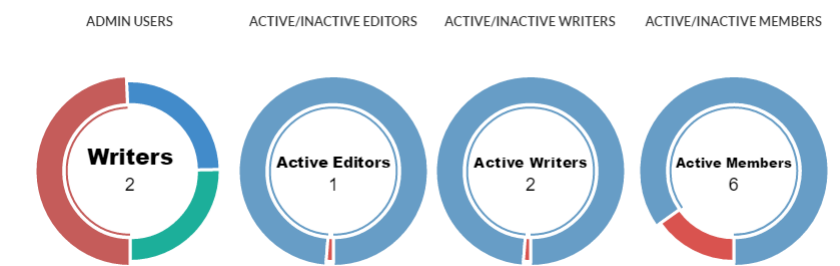 ADMIN USERS
ACTIVE/INACTIVE EDITORS
ACTIVE/INACTIVE WRITERS
ACTIVE/INACTIVE MEMBERS
Writers
2
Active Editors
1
Active Writers
2
Active Members
6